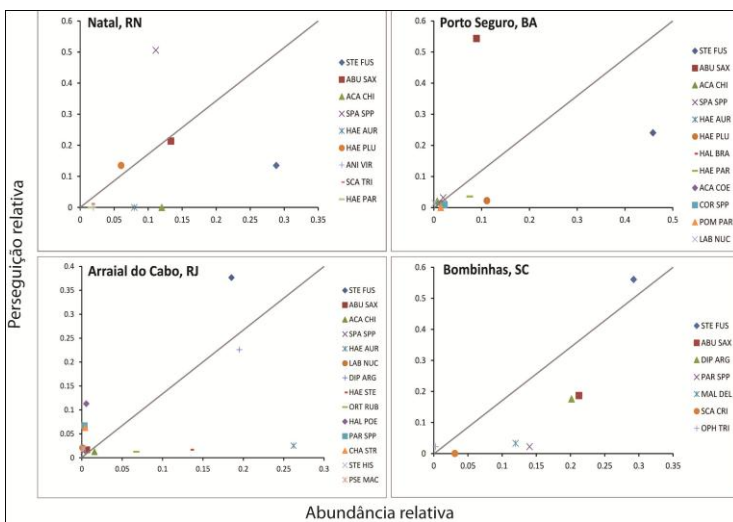 Perseguição relativa
Natal, RN
0.6
0.5
0.4
0.3
0.2
0.1
0
0 0.05 0.1 0.15 0.2 0.25 0.3 0.35
STE FUS
ABU SAX
ACA CHI
SPA SPP
HAE AUR
HAE PLU
ANI VIR
SCA TRI
HAE PAR
Porto Seguro, BA
0.6
0.5
0.4
0.3
0.2
0.1
0
0 0.1 0.2 0.3 0.4 0.5
STE FUS
ABU SAX
ACA CHI
SPA SPP
HAE AUR
HAE PLU
HAL BRA
HAE PAR
ACA COE
COR SPP
POM PAR
LAB NUC
Arraial do Cabo, RJ
0.4
0.35
0.3
0.25
0.2
0.15
0.1
0.05
0
0 0.05 0.1 0.15 0.2 0.25 0.3
STE FUS
ABU SAX
ACA CHI
SPA SPP
HAE AUR
LAB NUC
DIP ARG
HAE STE
ORT RUB
HAL POE
PAR SPP
CHA STR
STE HIS
PSE MAC
Bombinhas, SC
0.6
0.5
0.4
0.3
0.2
0.1
0
0 0.05 0.1 0.15 0.2 0.25 0.3 0.35
STE FUS
ABU SAX
DIP ARG
PAR SPP
MAL DEL
SCA CRI
OPH TRI
Abundância relativa